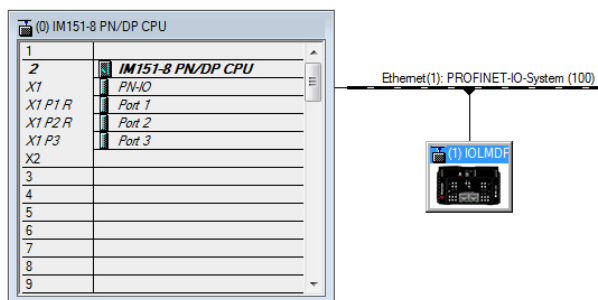 (0) IM151-8 PN/DP CPU
1
2 IM151-8 PN/DP CPU
X1 PN-IO
X1 P1 R Port 1
X1 P2 R Port 2
X1 P3 Port 3
X2
3
4
5
6
7
8
9
Ethernet(1): PROFINET-IO-System (100)
(1) IOLMDF